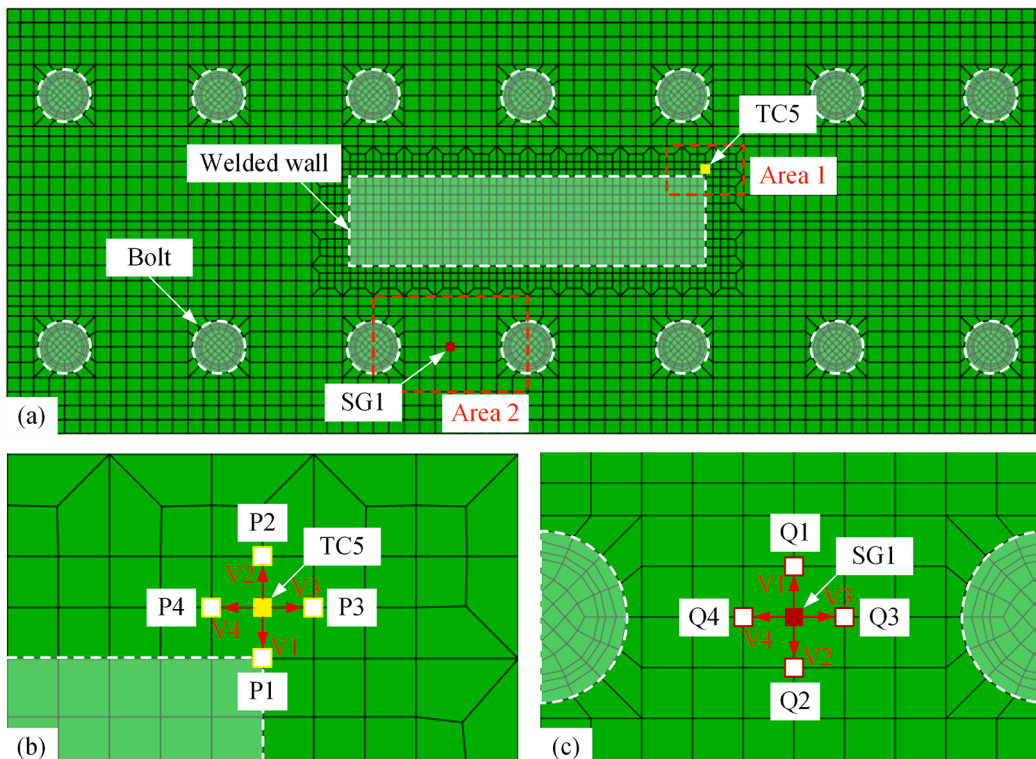 TC5
Welded wall
Area 1
Bolt
SG1
Area 2
(a)
P2
TC5
V2
V3
P4
P3
V4
V1
P1
(b)
Q1
SG1
V1
V3
Q4
Q3
V4
V2
Q2
(c)